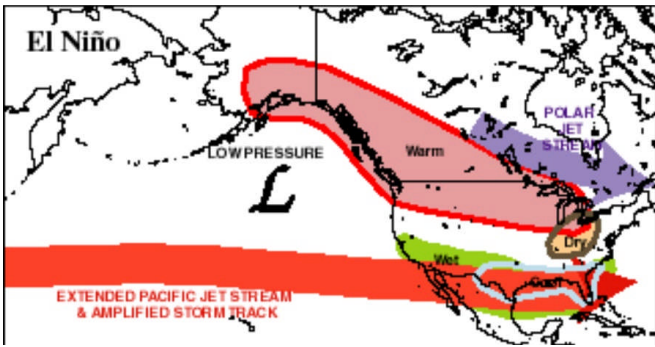 El Niño
POLAR
JET
STREAM
LOW PRESSURE
Warm
L
Dry
Wet
Cool
EXTENDED PACIFIC JET STREAM
& AMPLIFIED STORM TRACK